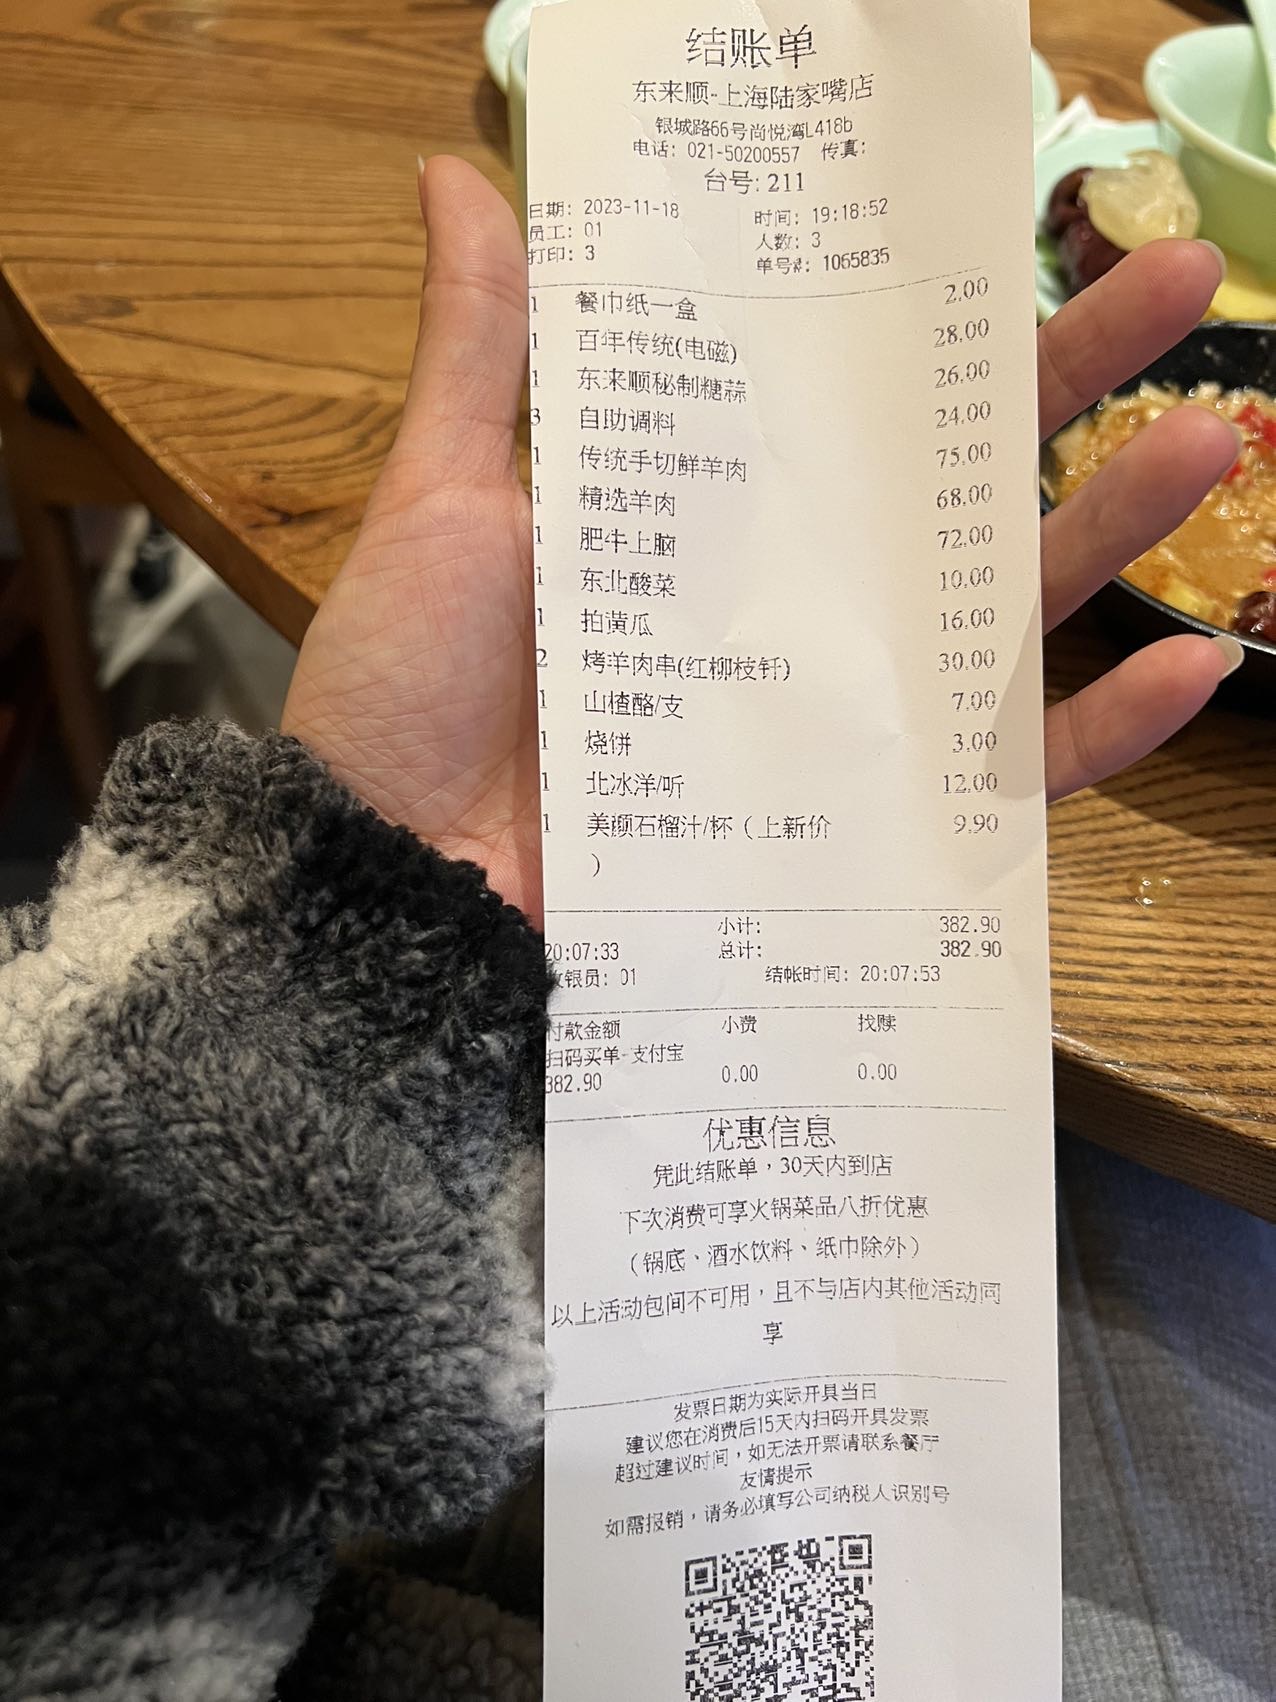 结账单
东来顺-上海陆家嘴店
银城路66号尚悦湾L418b
电话: 021-50200557 传真:
台号: 211
日期: 2023-11-18 时间: 19:18:52
员工: 01 人数: 3
打印: 3 单号#: 1065835
1 餐巾纸一盒 2.00
1 百年传统(电磁) 28.00
1 东来顺秘制糖蒜 26.00
3 自助调料 24.00
1 传统手切鲜羊肉 75.00
1 精选羊肉 68.00
1 肥牛上脑 72.00
1 东北酸菜 10.00
1 拍黄瓜 16.00
2 烤羊肉串(红柳枝钎) 30.00
1 山楂酪/支 7.00
1 烧饼 3.00
1 北冰洋/听 12.00
1 美颜石榴汁/杯（上新价 9.90
）
小计: 382.90
20:07:33 总计: 382.90
收银员: 01 结帐时间: 20:07:53
付款金额 小费 找赎
扫码买单-支付宝
382.90 0.00 0.00
优惠信息
凭此结账单，30天内到店
下次消费可享火锅菜品八折优惠
（锅底、酒水饮料、纸巾除外）
以上活动包间不可用，且不与店内其他活动同
享
发票日期为实际开具当日
建议您在消费后15天内扫码开具发票
超过建议时间，如无法开票请联系餐厅
友情提示
如需报销，请务必填写公司纳税人识别号